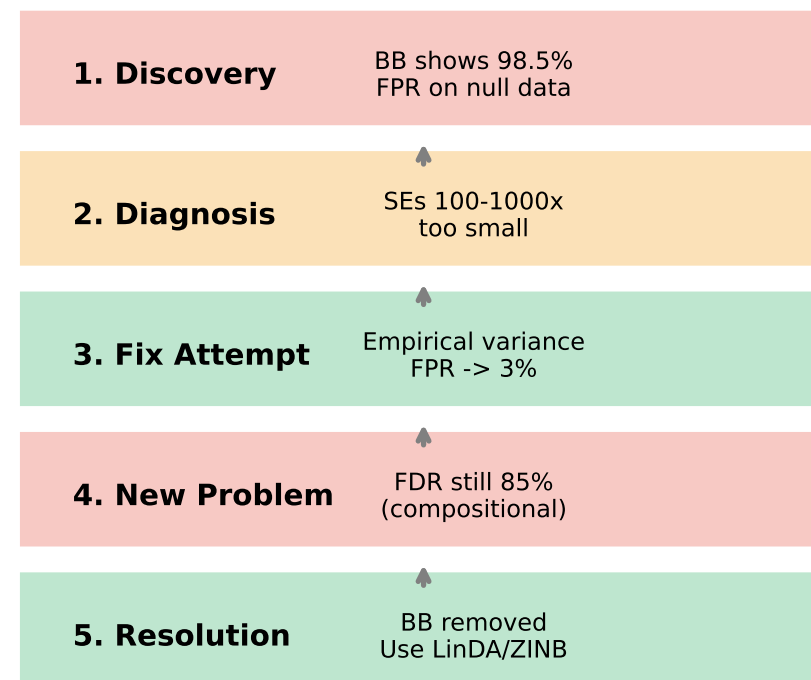 1. Discovery
BB shows 98.5%
FPR on null data
2. Diagnosis
SEs 100-1000x
too small
3. Fix Attempt
Empirical variance
FPR -> 3%
4. New Problem
FDR still 85%
(compositional)
5. Resolution
BB removed
Use LinDA/ZINB